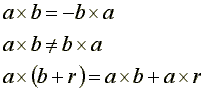 a × b = −b × a
a × b ≠ b × a
a × (b + r) = a × b + a × r